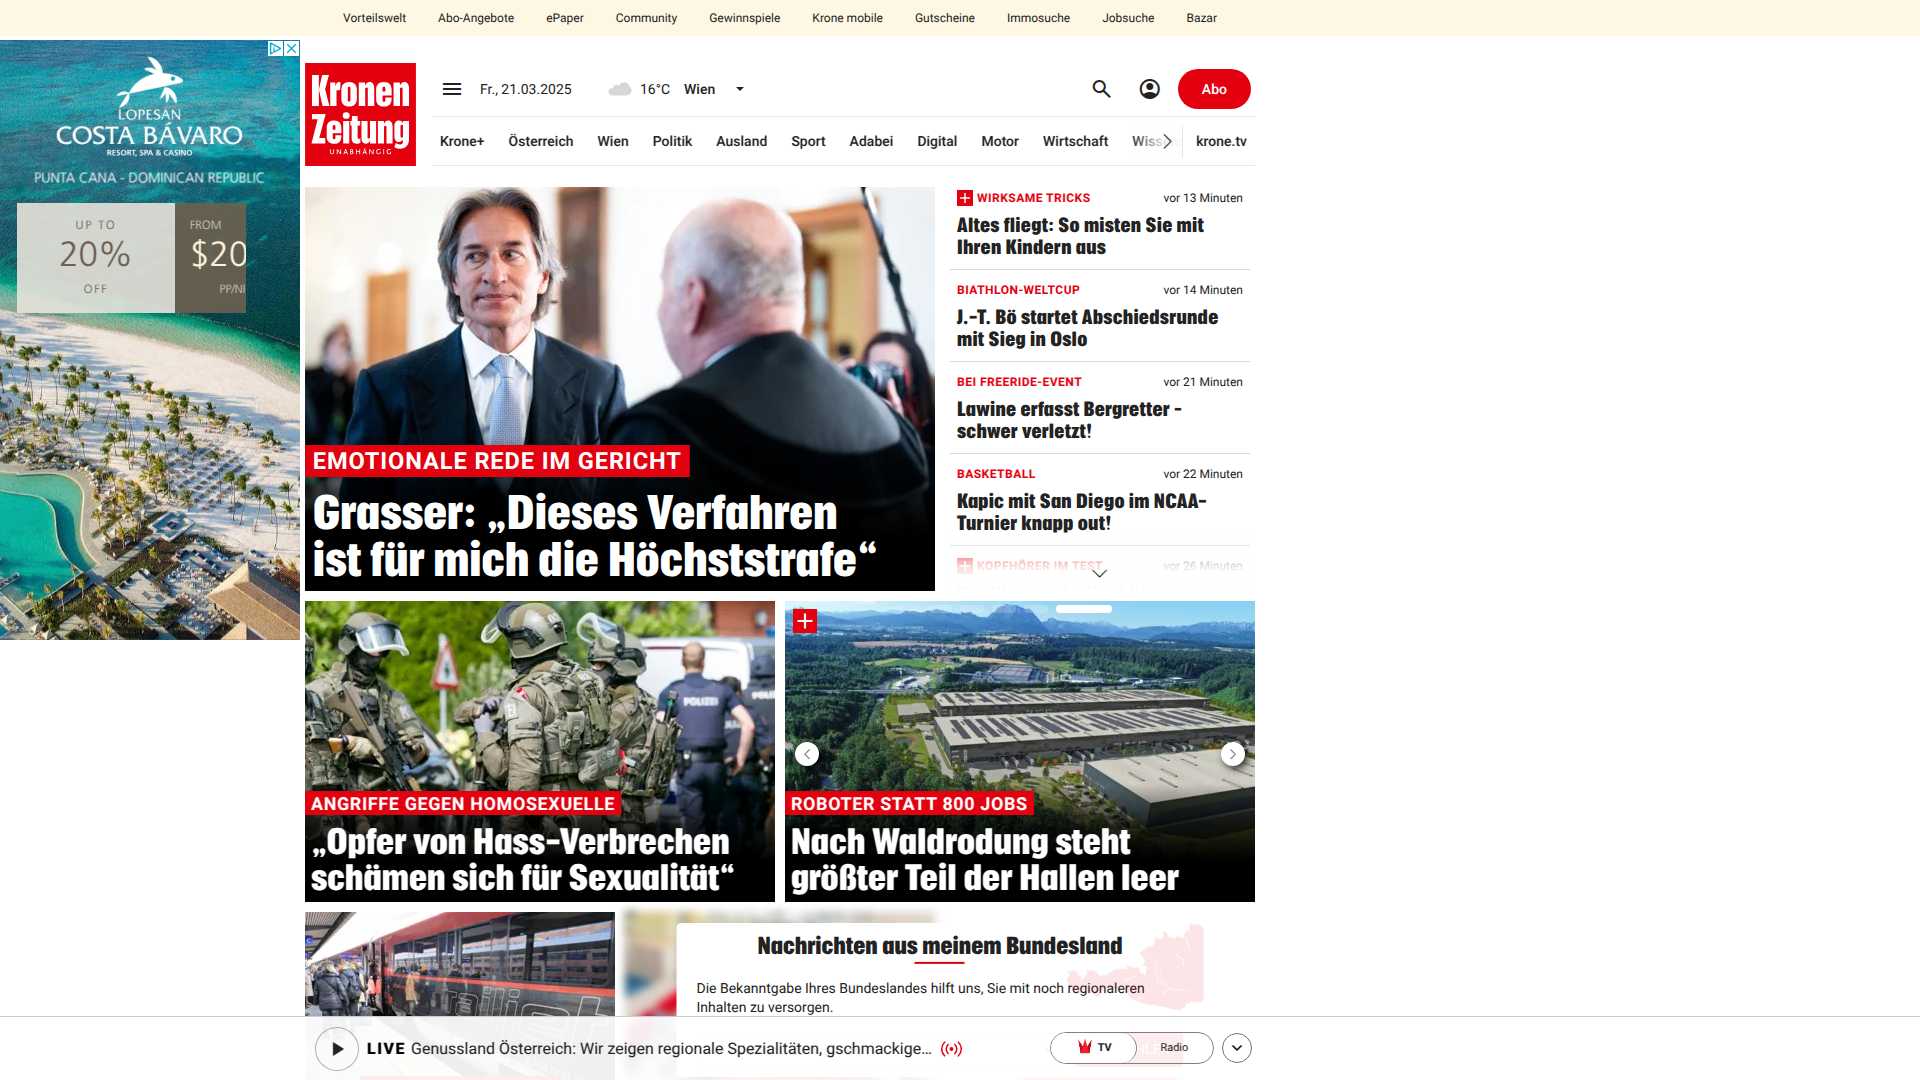 Vorteilswelt Abo-Angebote ePaper Community Gewinnspiele Krone mobile Gutscheine Immosuche Jobsuche Bazar
LOPESAN
COSTA BÁVARO
RESORT, SPA & CASINO
PUNTA CANA - DOMINICAN REPUBLIC
UP TO
20%
OFF
FROM
$20
PP/NI
Kronen
Zeitung
UNABHÄNGIG
Fr., 21.03.2025
16°C Wien
Abo
Krone+ Österreich Wien Politik Ausland Sport Adabei Digital Motor Wirtschaft Wiss krone.tv
EMOTIONALE REDE IM GERICHT
Grasser: „Dieses Verfahren
ist für mich die Höchststrafe“
WIRKSAME TRICKS vor 13 Minuten
Altes fliegt: So misten Sie mit
Ihren Kindern aus
BIATHLON-WELTCUP vor 14 Minuten
J.-T. Bö startet Abschiedsrunde
mit Sieg in Oslo
BEI FREERIDE-EVENT vor 21 Minuten
Lawine erfasst Bergretter -
schwer verletzt!
BASKETBALL vor 22 Minuten
Kapic mit San Diego im NCAA-
Turnier knapp out!
KOPFHÖRER IM TEST vor 26 Minuten
POLIZEI
ANGRIFFE GEGEN HOMOSEXUELLE
„Opfer von Hass-Verbrechen
schämen sich für Sexualität“
ROBOTER STATT 800 JOBS
Nach Waldrodung steht
größter Teil der Hallen leer
Nachrichten aus meinem Bundesland
Die Bekanntgabe Ihres Bundeslandes hilft uns, Sie mit noch regionaleren
Inhalten zu versorgen.
LIVE Genussland Österreich: Wir zeigen regionale Spezialitäten, gschmackige...
TV Radio